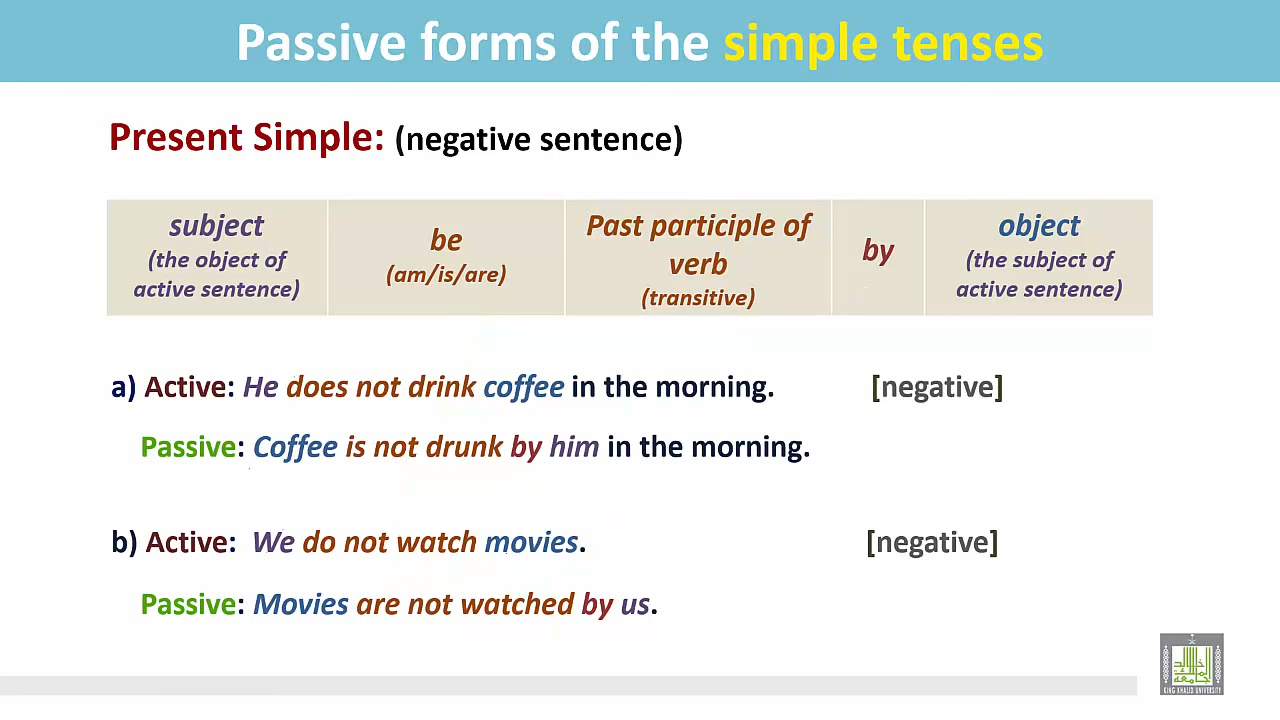 Passive forms of the simple tenses
Present Simple: (negative sentence)
subject
(the object of
active sentence)
be
(am/is/are)
Past participle of
verb
(transitive)
by
object
(the subject of
active sentence)
a) Active: He does not drink coffee in the morning. [negative]
Passive: Coffee is not drunk by him in the morning.
b) Active: We do not watch movies. [negative]
Passive: Movies are not watched by us.
KING KHALID UNIVERSITY